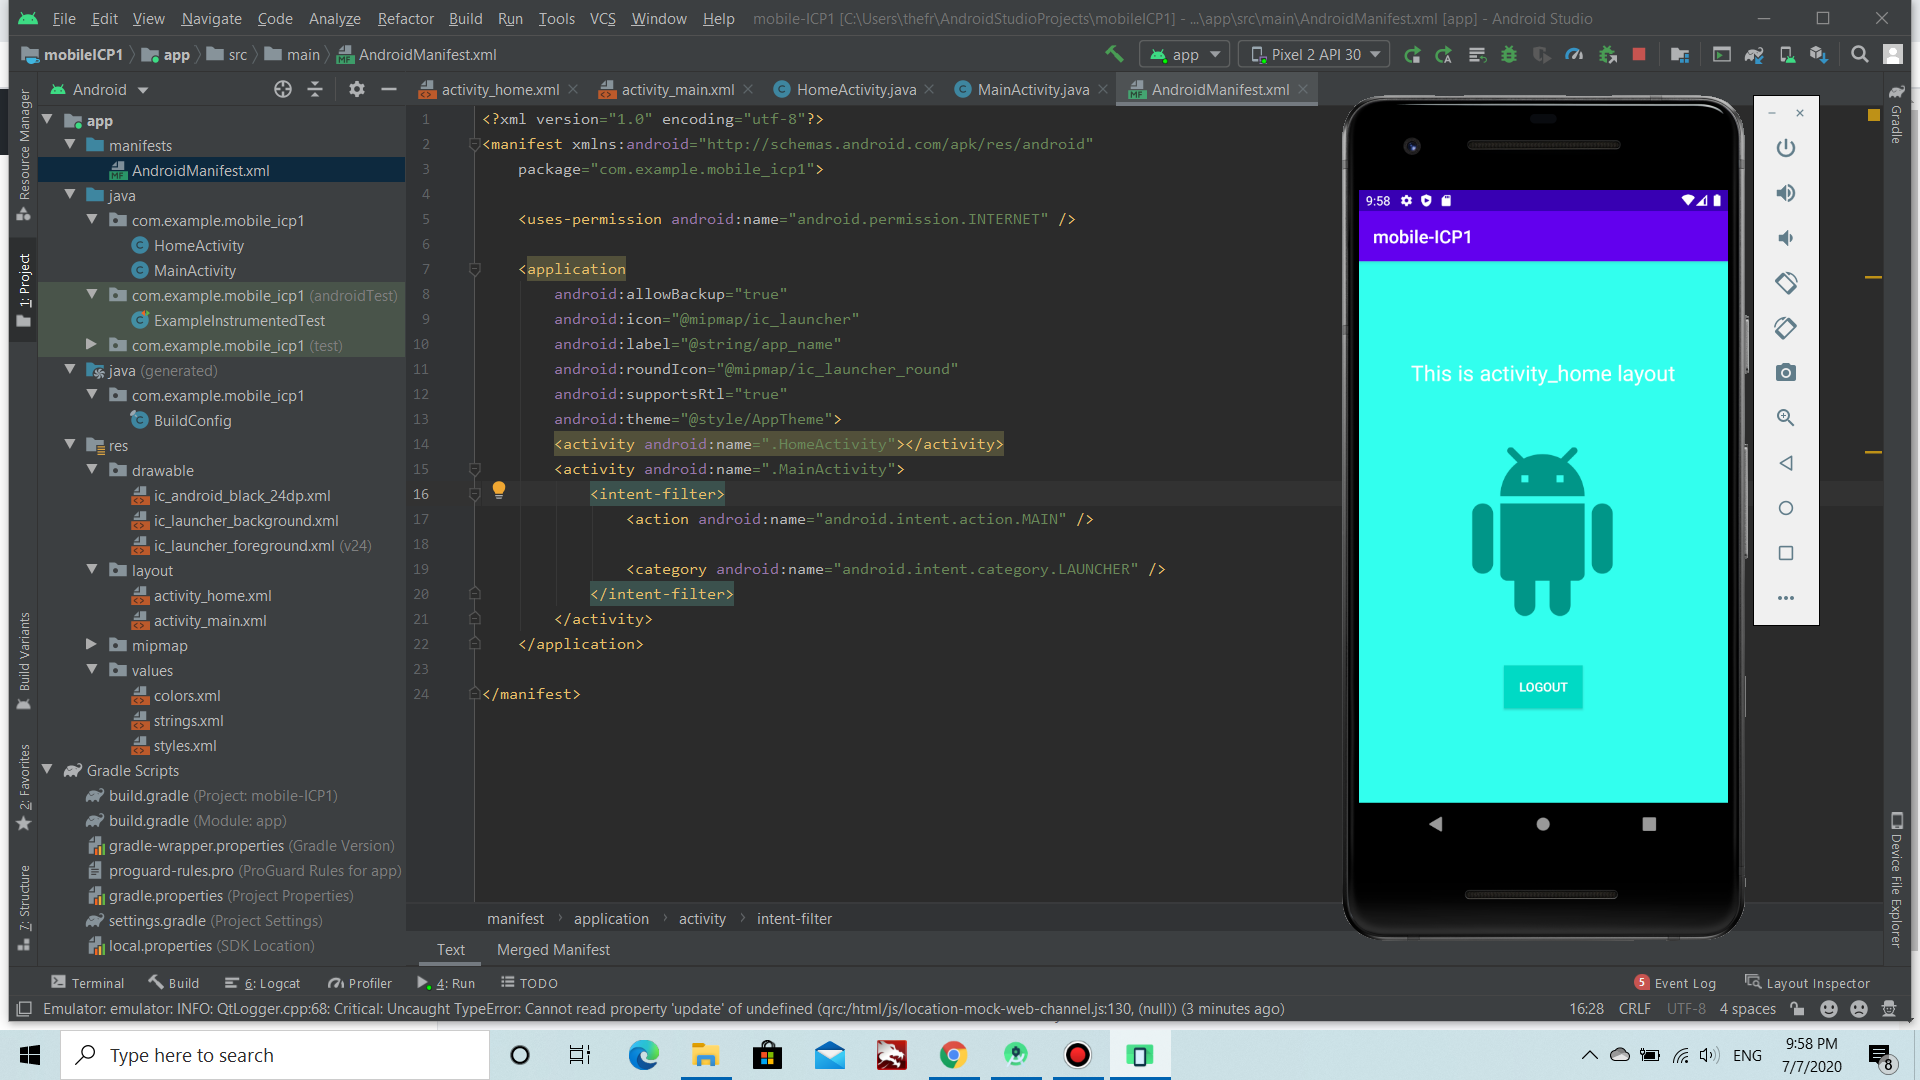 File Edit View Navigate Code Analyze Refactor Build Run Tools VCS Window Help mobile-ICP1 [C:\Users\thefr\AndroidStudioProjects\mobileICP1] - ...\app\src\main\AndroidManifest.xml [app] - Android Studio
mobileICP1 app src main AndroidManifest.xml app Pixel 2 API 30
Android
activity_home.xml activity_main.xml HomeActivity.java MainActivity.java AndroidManifest.xml
Resource Manager
1: Project
Build Variants
2: Favorites
7: Structure
app
manifests
AndroidManifest.xml
java
com.example.mobile_icp1
HomeActivity
MainActivity
com.example.mobile_icp1 (androidTest)
ExampleInstrumentedTest
com.example.mobile_icp1 (test)
java (generated)
com.example.mobile_icp1
BuildConfig
res
drawable
ic_android_black_24dp.xml
ic_launcher_background.xml
ic_launcher_foreground.xml (v24)
layout
activity_home.xml
activity_main.xml
mipmap
values
colors.xml
strings.xml
styles.xml
Gradle Scripts
build.gradle (Project: mobile-ICP1)
build.gradle (Module: app)
gradle-wrapper.properties (Gradle Version)
proguard-rules.pro (ProGuard Rules for app)
gradle.properties (Project Properties)
settings.gradle (Project Settings)
local.properties (SDK Location)
1 <?xml version="1.0" encoding="utf-8"?>
2 <manifest xmlns:android="http://schemas.android.com/apk/res/android"
3 package="com.example.mobile_icp1">
4
5 <uses-permission android:name="android.permission.INTERNET" />
6
7 <application
8 android:allowBackup="true"
9 android:icon="@mipmap/ic_launcher"
10 android:label="@string/app_name"
11 android:roundIcon="@mipmap/ic_launcher_round"
12 android:supportsRtl="true"
13 android:theme="@style/AppTheme">
14 <activity android:name=".HomeActivity"></activity>
15 <activity android:name=".MainActivity">
16 <intent-filter>
17 <action android:name="android.intent.action.MAIN" />
18
19 <category android:name="android.intent.category.LAUNCHER" />
20 </intent-filter>
21 </activity>
22 </application>
23
24 </manifest>
manifest application activity intent-filter
Text Merged Manifest
9:58
mobile-ICP1
This is activity_home layout
LOGOUT
Gradle
Device File Explorer
Terminal Build 6: Logcat Profiler 4: Run TODO 5 Event Log Layout Inspector
Emulator: emulator: INFO: QtLogger.cpp:68: Critical: Uncaught TypeError: Cannot read property 'update' of undefined (qrc:/html/js/location-mock-web-channel.js:130, (null)) (3 minutes ago) 16:28 CRLF UTF-8 4 spaces
Type here to search
ENG
9:58 PM
7/7/2020
8